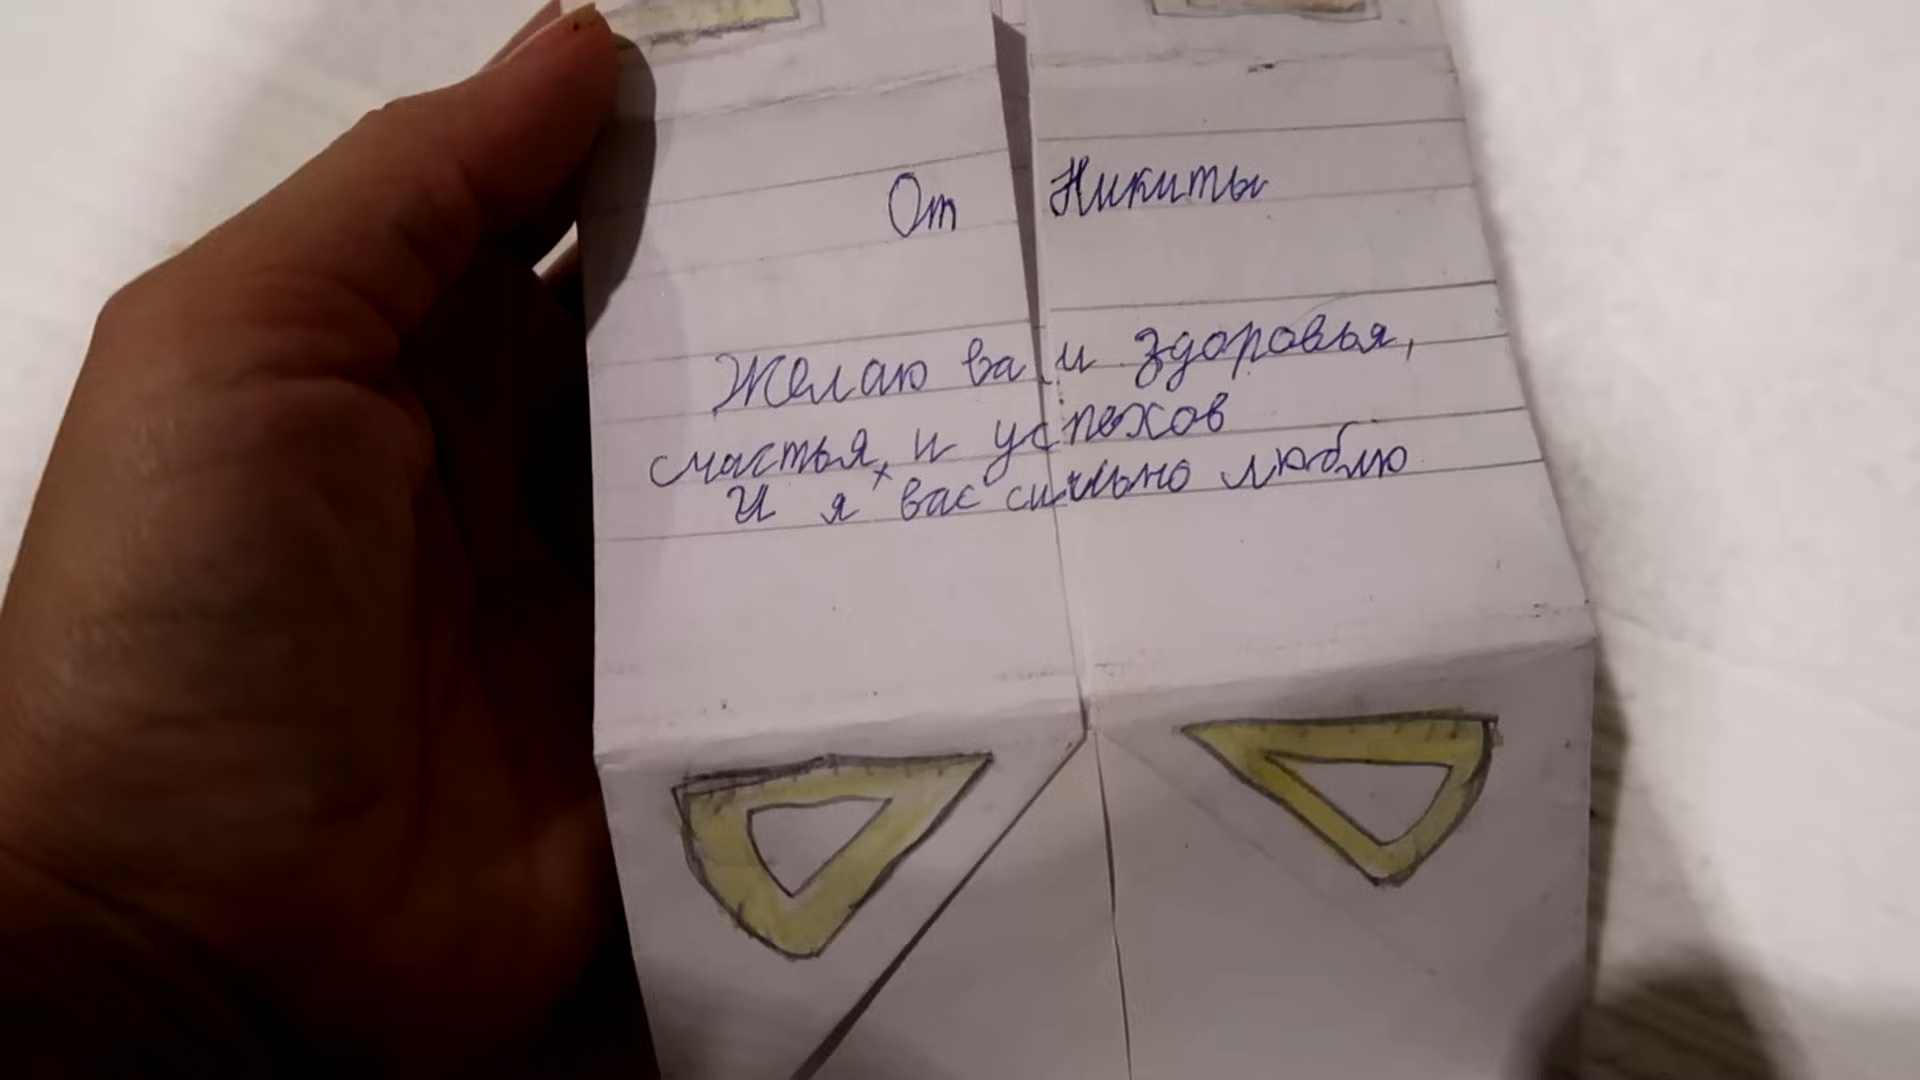 От Никиты
Желаю вам здоровья,
счастья, и успехов
И я вас сильно люблю